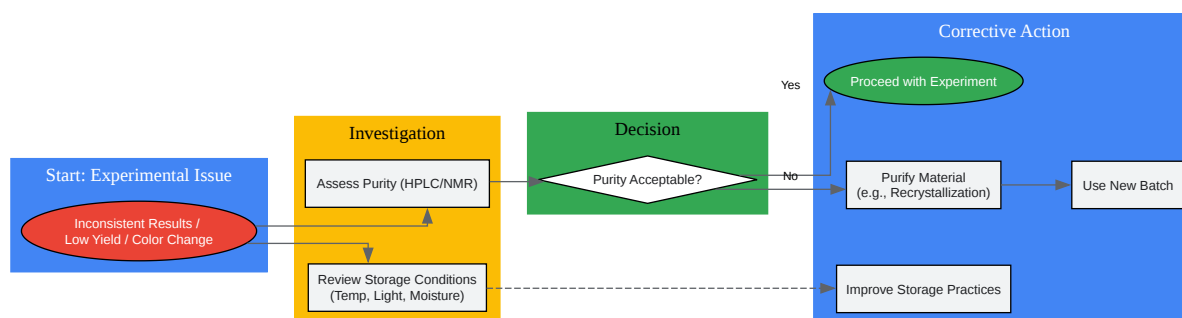 Start: Experimental Issue
Inconsistent Results /
Low Yield / Color Change
Investigation
Assess Purity (HPLC/NMR)
Review Storage Conditions
(Temp, Light, Moisture)
Decision
Purity Acceptable?
Yes
No
Corrective Action
Proceed with Experiment
Purify Material
(e.g., Recrystallization)
Use New Batch
Improve Storage Practices